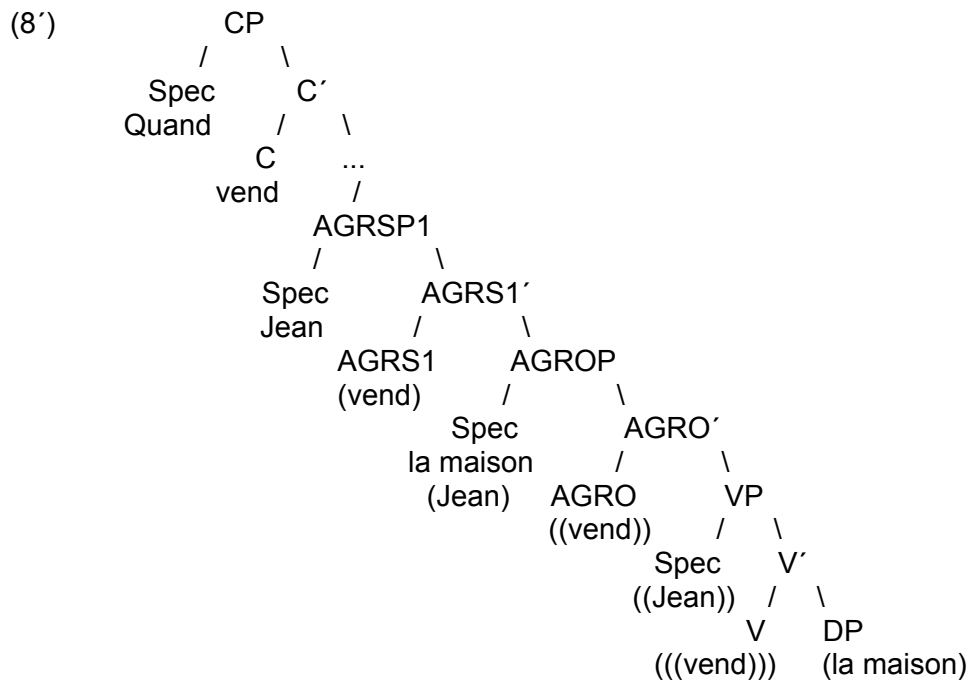 (8´) CP
/ \
Spec C´
Quand / \
C ...
vend /
AGRSP1
/ \
Spec AGRS1´
Jean / \
AGRS1 AGROP
(vend) / \
Spec AGRO´
la maison / \
(Jean) AGRO VP
((vend)) / \
Spec V´
((Jean)) / \
V DP
(((vend))) (la maison)